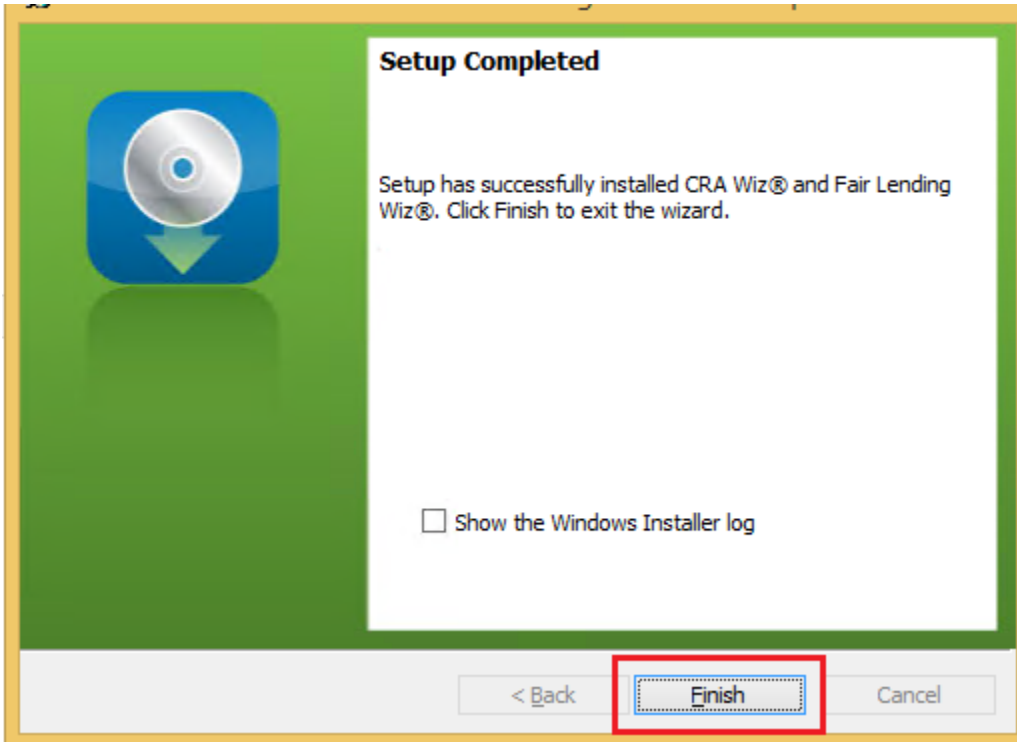 Setup Completed
Setup has successfully installed CRA Wiz® and Fair Lending
Wiz®. Click Finish to exit the wizard.
Show the Windows Installer log
< Back
Finish
Cancel